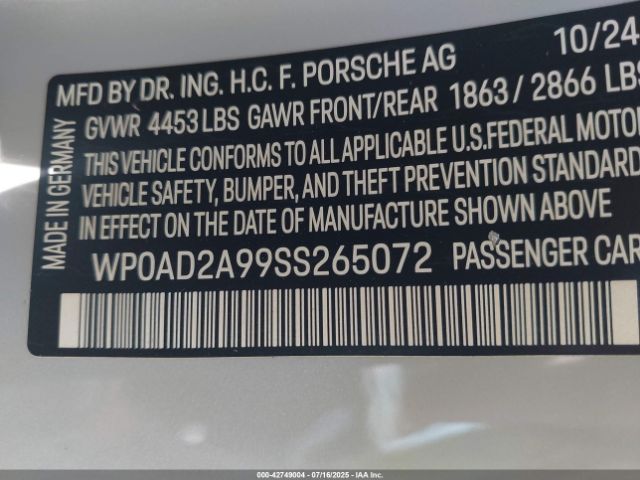 MFD BY DR. ING. H.C. F. PORSCHE AG 10/24
GVWR 4453 LBS GAWR FRONT/REAR 1863 / 2866 LBS
THIS VEHICLE CONFORMS TO ALL APPLICABLE U.S.FEDERAL MOTO
VEHICLE SAFETY, BUMPER, AND THEFT PREVENTION STANDARD
IN EFFECT ON THE DATE OF MANUFACTURE SHOWN ABOVE
WP0AD2A99SS265072 PASSENGER CAR
MADE IN GERMANY
000-42749004 - 07/16/2025 - IAA Inc.